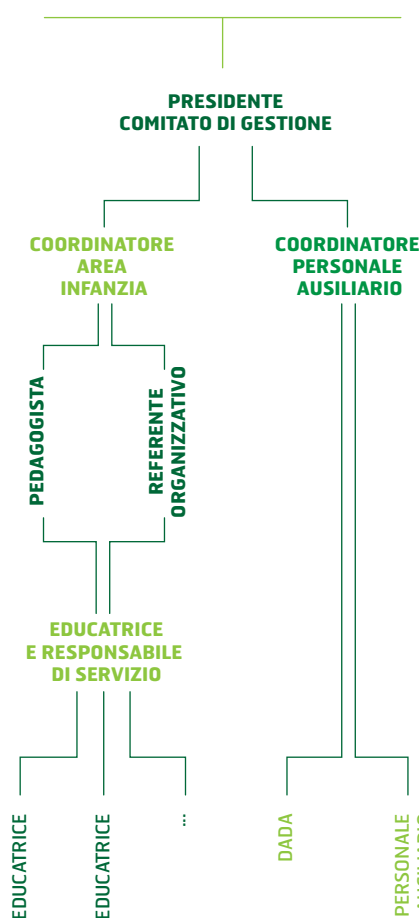 PRESIDENTE
COMITATO DI GESTIONE
COORDINATORE
AREA
INFANZIA
COORDINATORE
PERSONALE
AUSILIARIO
PEDAGOGISTA
REFERENTE
ORGANIZZATIVO
EDUCATRICE
E RESPONSABILE
DI SERVIZIO
EDUCATRICE
EDUCATRICE
...
DADA
PERSONALE